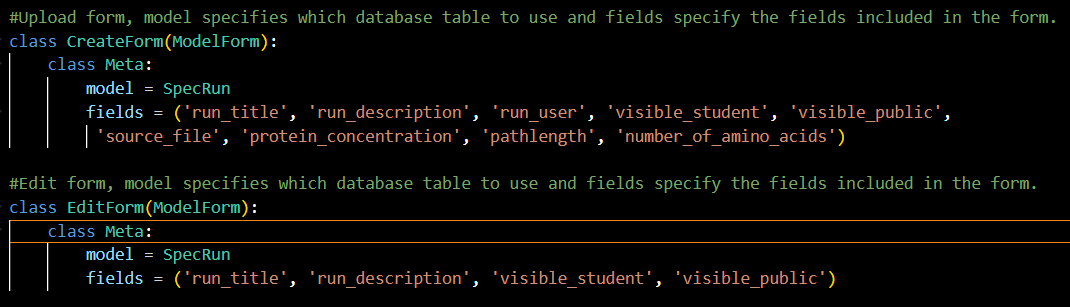 #Upload form, model specifies which database table to use and fields specify the fields included in the form.
class CreateForm(ModelForm):
class Meta:
model = SpecRun
fields = ('run_title', 'run_description', 'run_user', 'visible_student', 'visible_public',
'source_file', 'protein_concentration', 'pathlength', 'number_of_amino_acids')
#Edit form, model specifies which database table to use and fields specify the fields included in the form.
class EditForm(ModelForm):
class Meta:
model = SpecRun
fields = ('run_title', 'run_description', 'visible_student', 'visible_public')